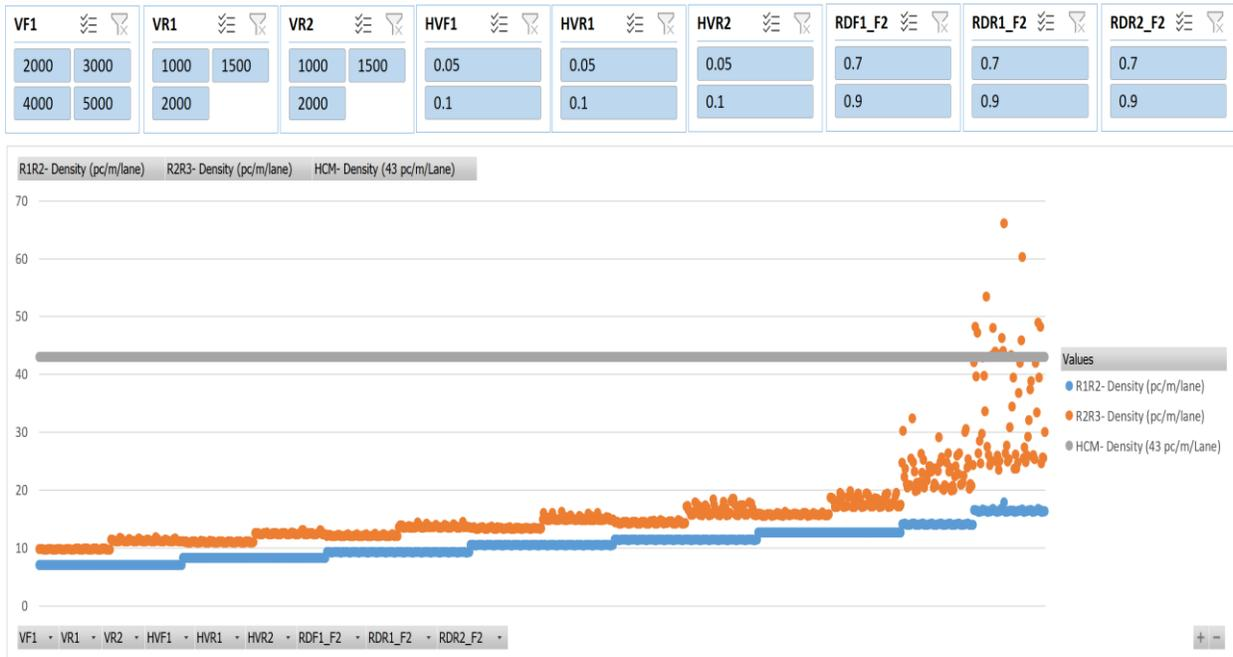 VF1 VR1 VR2 HVF1 HVR1 HVR2 RDF1_F2 RDR1_F2 RDR2_F2
2000 3000 1000 1500 1000 1500 0.05 0.05 0.05 0.7 0.7 0.7
4000 5000 2000 2000 0.1 0.1 0.1 0.9 0.9 0.9
R1R2- Density (pc/m/lane) R2R3- Density (pc/m/lane) HCM- Density (43 pc/m/Lane)
70
60
50
40
30
20
10
0
Values
R1R2- Density (pc/m/lane)
R2R3- Density (pc/m/lane)
HCM- Density (43 pc/m/Lane)
VF1 VR1 VR2 HVF1 HVR1 HVR2 RDF1_F2 RDR1_F2 RDR2_F2
+ −